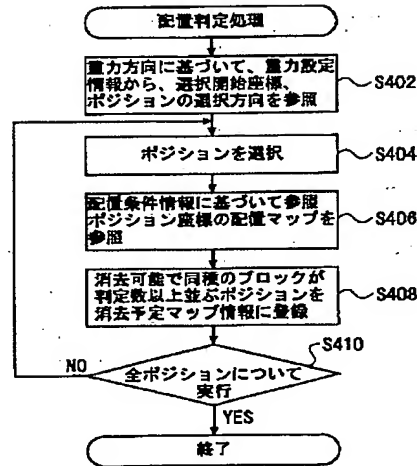 配置判定処理
重力方向に基づいて、重力設定
情報から、選択開始座標、
ポジションの選択方向を参照
S402
ポジションを選択
S404
配置条件情報に基づいて参照
ポジション座標の配置マップを
参照
S406
消去可能で同種のブロックが
判定数以上並ぶポジションを
消去予定マップ情報に登録
S408
S410
NO
全ポジションについて
実行
YES
終了